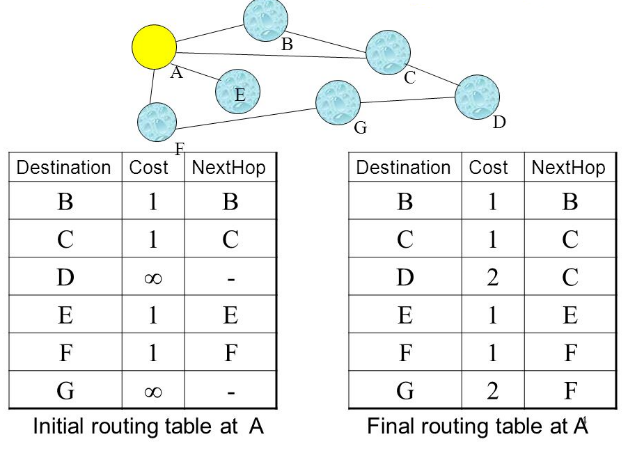 B
A
C
E
D
G
F
Destination Cost NextHop
B 1 B
C 1 C
D ∞ -
E 1 E
F 1 F
G ∞ -
Initial routing table at A
Destination Cost NextHop
B 1 B
C 1 C
D 2 C
E 1 E
F 1 F
G 2 F
Final routing table at A